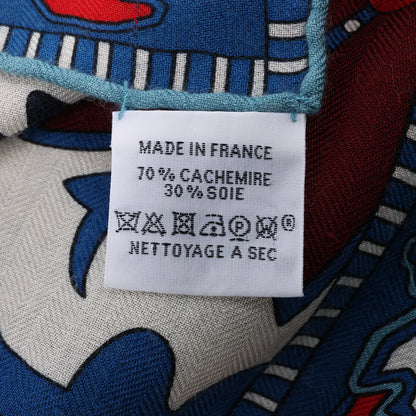 MADE IN FRANCE
70% CACHEMIRE
30% SOIE
Ⓟ ®
NETTOYAGE A SEC